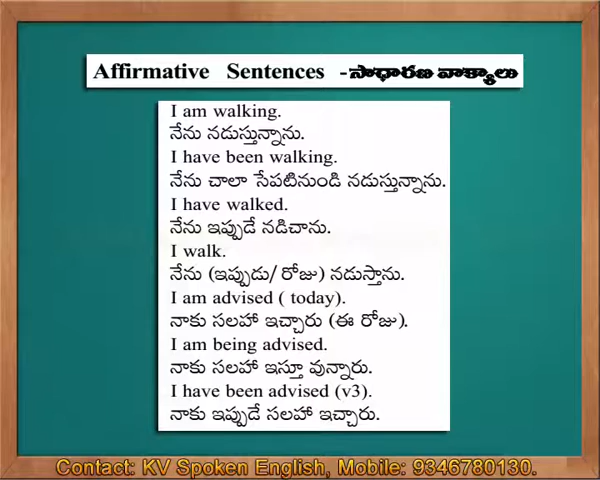 Affirmative Sentences -సాధారణ వాక్యాలు
I am walking.
నేను నడుస్తున్నాను.
I have been walking.
నేను చాలా సేపటినుండి నడుస్తున్నాను.
I have walked.
నేను ఇప్పుడే నడిచాను.
I walk.
నేను (ఇప్పుడు/ రోజు) నడుస్తాను.
I am advised ( today).
నాకు సలహా ఇచ్చారు (ఈ రోజు).
I am being advised.
నాకు సలహా ఇస్తూ వున్నారు.
I have been advised (v3).
నాకు ఇప్పుడే సలహా ఇచ్చారు.
Contact: KV Spoken English, Mobile: 9346780130.